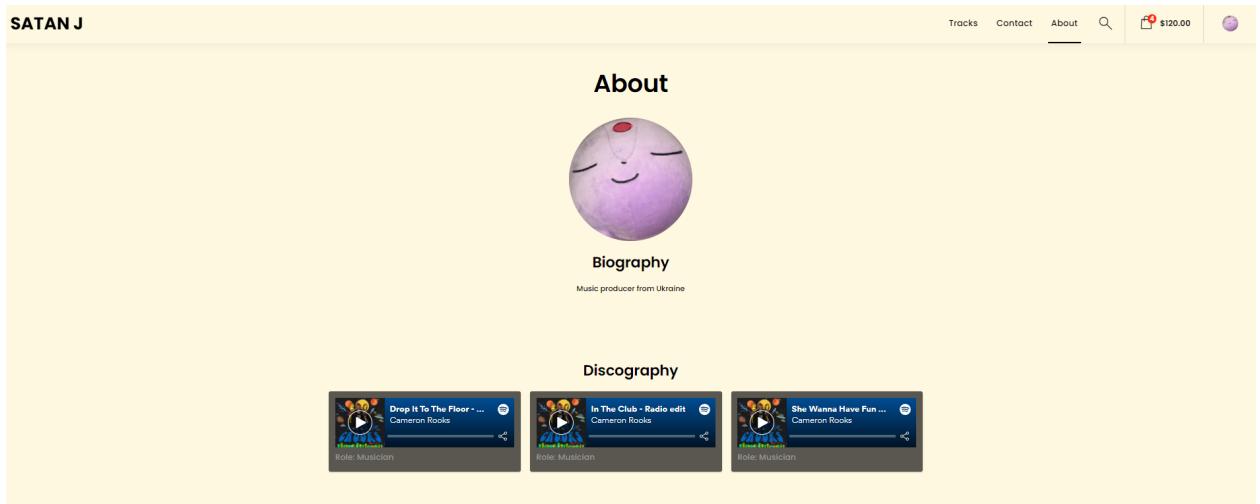 SATAN J
Tracks Contact About 4 $120.00
About
Biography
Music producer from Ukraine
Discography
Drop It To The Floor - ...
Cameron Rooks
Role: Musician
In The Club - Radio edit
Cameron Rooks
Role: Musician
She Wanna Have Fun ...
Cameron Rooks
Role: Musician